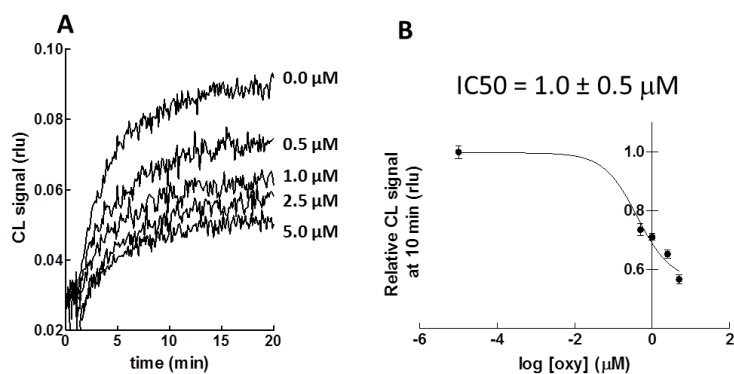 A
0.10
0.08
0.06
0.04
0.02
CL signal (rlu)
0.0 µM
0.5 µM
1.0 µM
2.5 µM
5.0 µM
0
5
10
15
20
time (min)
B
IC50 = 1.0 ± 0.5 µM
Relative CL signal
at 10 min (rlu)
1.0
0.8
0.6
-6
-4
-2
0
2
log [oxy] (µM)